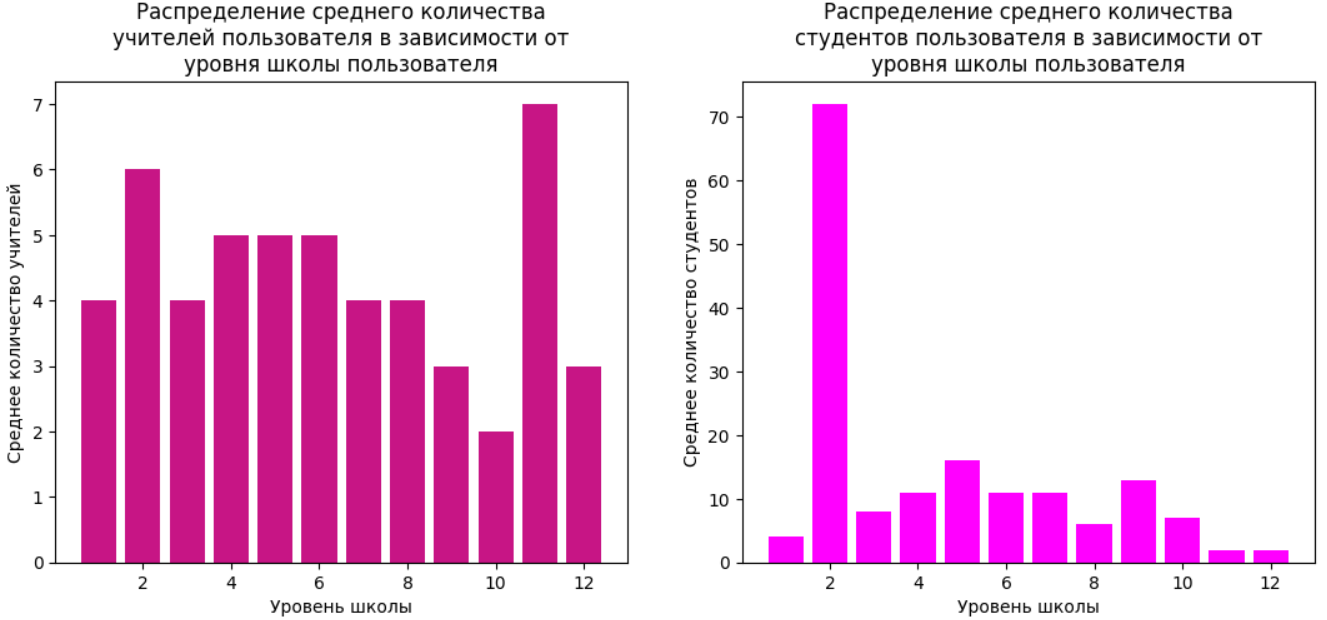 Распределение среднего количества
учителей пользователя в зависимости от
уровня школы пользователя
7
6
5
4
3
2
1
0
Среднее количество учителей
2 4 6 8 10 12
Уровень школы
Распределение среднего количества
студентов пользователя в зависимости от
уровня школы пользователя
70
60
50
40
30
20
10
0
Среднее количество студентов
2 4 6 8 10 12
Уровень школы